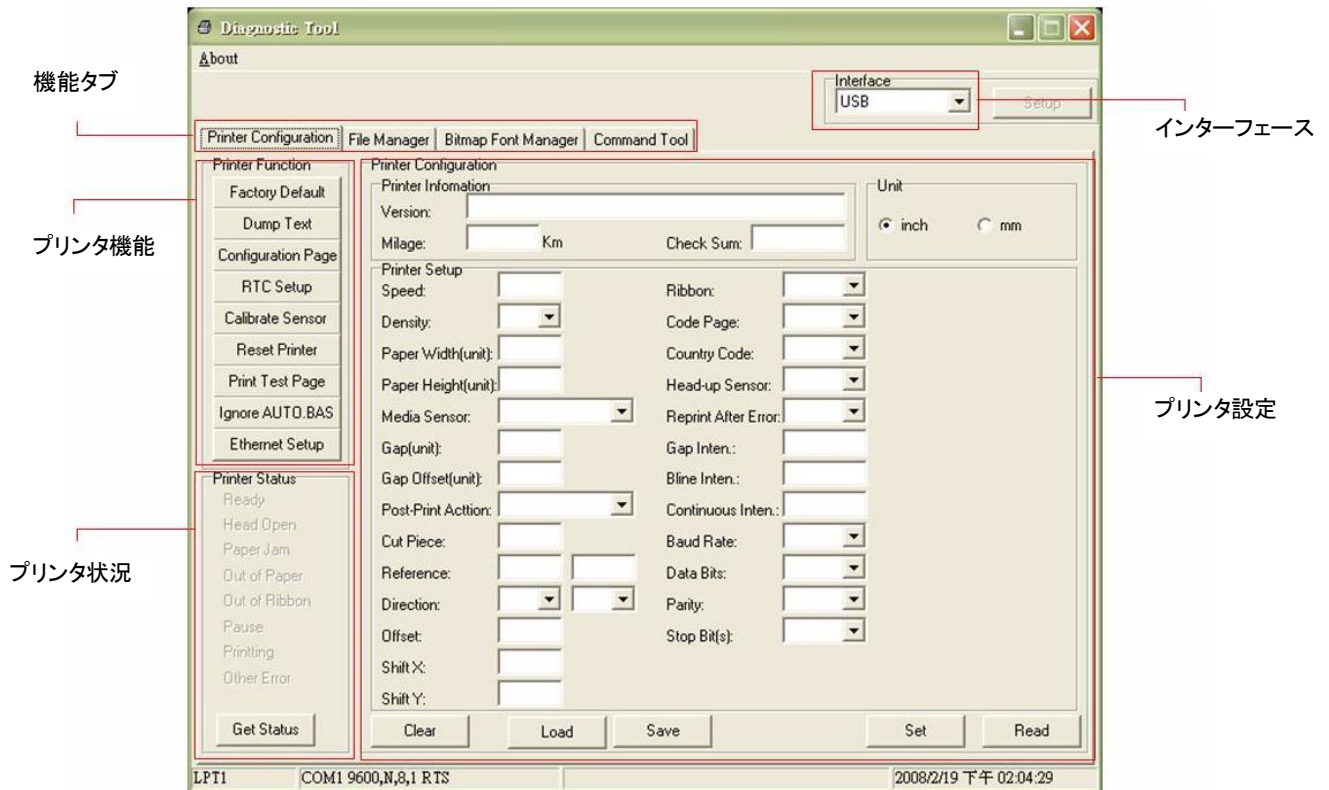 Diagnostic Tool
About
機能タブ
Interface
USB
Setup
インターフェース
Printer Configuration
File Manager
Bitmap Font Manager
Command Tool
Printer Function
Factory Default
Dump Text
Configuration Page
RTC Setup
Calibrate Sensor
Reset Printer
Print Test Page
Ignore AUTO.BAS
Ethernet Setup
プリンタ機能
Printer Configuration
Printer Infomation
Version:
Milage:
Km
Check Sum:
Unit
inch
mm
Printer Setup
Speed:
Density:
Paper Width(unit):
Paper Height(unit):
Media Sensor:
Gap(unit):
Gap Offset(unit):
Post-Print Acttion:
Cut Piece:
Reference:
Direction:
Offset:
Shift X:
Shift Y:
Ribbon:
Code Page:
Country Code:
Head-up Sensor:
Reprint After Error:
Gap Inten.:
Bline Inten.:
Continuous Inten.:
Baud Rate:
Data Bits:
Parity:
Stop Bit(s):
プリンタ設定
Printer Status
Ready
Head Open
Paper Jam
Out of Paper
Out of Ribbon
Pause
Printting
Other Error
Get Status
プリンタ状況
Clear
Load
Save
Set
Read
LPT1
COM1 9600,N,8,1 RTS
2008/2/19 下午 02:04:29